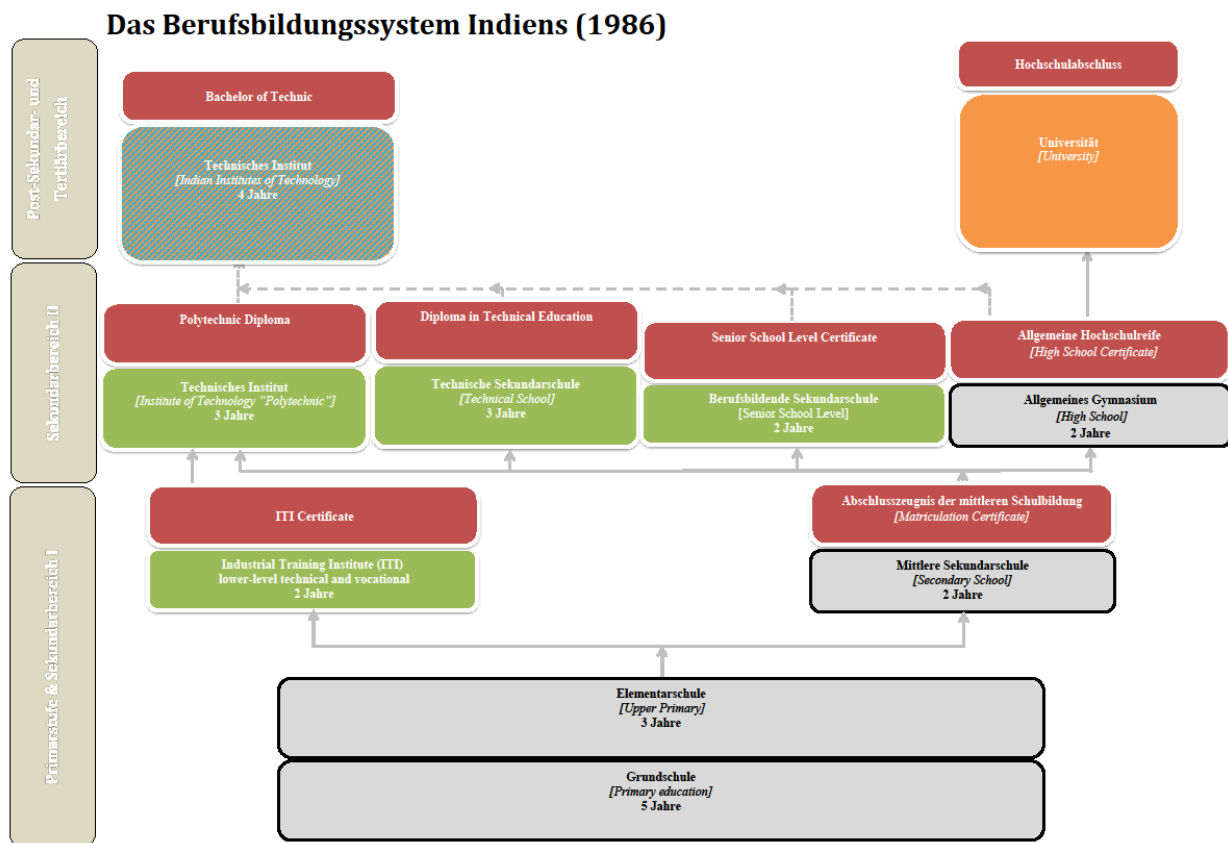 Das Berufsbildungssystem Indiens (1986)
Post-Sekundar- und
Tertiärbereich
Bachelor of Technic
Technisches Institut
[Indian Institutes of Technology]
4 Jahre
Hochschulabschluss
Universität
[University]
Sekundarbereich II
Polytechnic Diploma
Technisches Institut
[Institute of Technology "Polytechnic"]
3 Jahre
Diploma in Technical Education
Technische Sekundarschule
[Technical School]
3 Jahre
Senior School Level Certificate
Berufsbildende Sekundarschule
[Senior School Level]
2 Jahre
Allgemeine Hochschulreife
[High School Certificate]
Allgemeines Gymnasium
[High School]
2 Jahre
Primarstufe & Sekundarbereich I
ITI Certificate
Industrial Training Institute (ITI)
lower-level technical and vocational
2 Jahre
Abschlusszeugnis der mittleren Schulbildung
[Matriculation Certificate]
Mittlere Sekundarschule
[Secondary School]
2 Jahre
Elementarschule
[Upper Primary]
3 Jahre
Grundschule
[Primary education]
5 Jahre